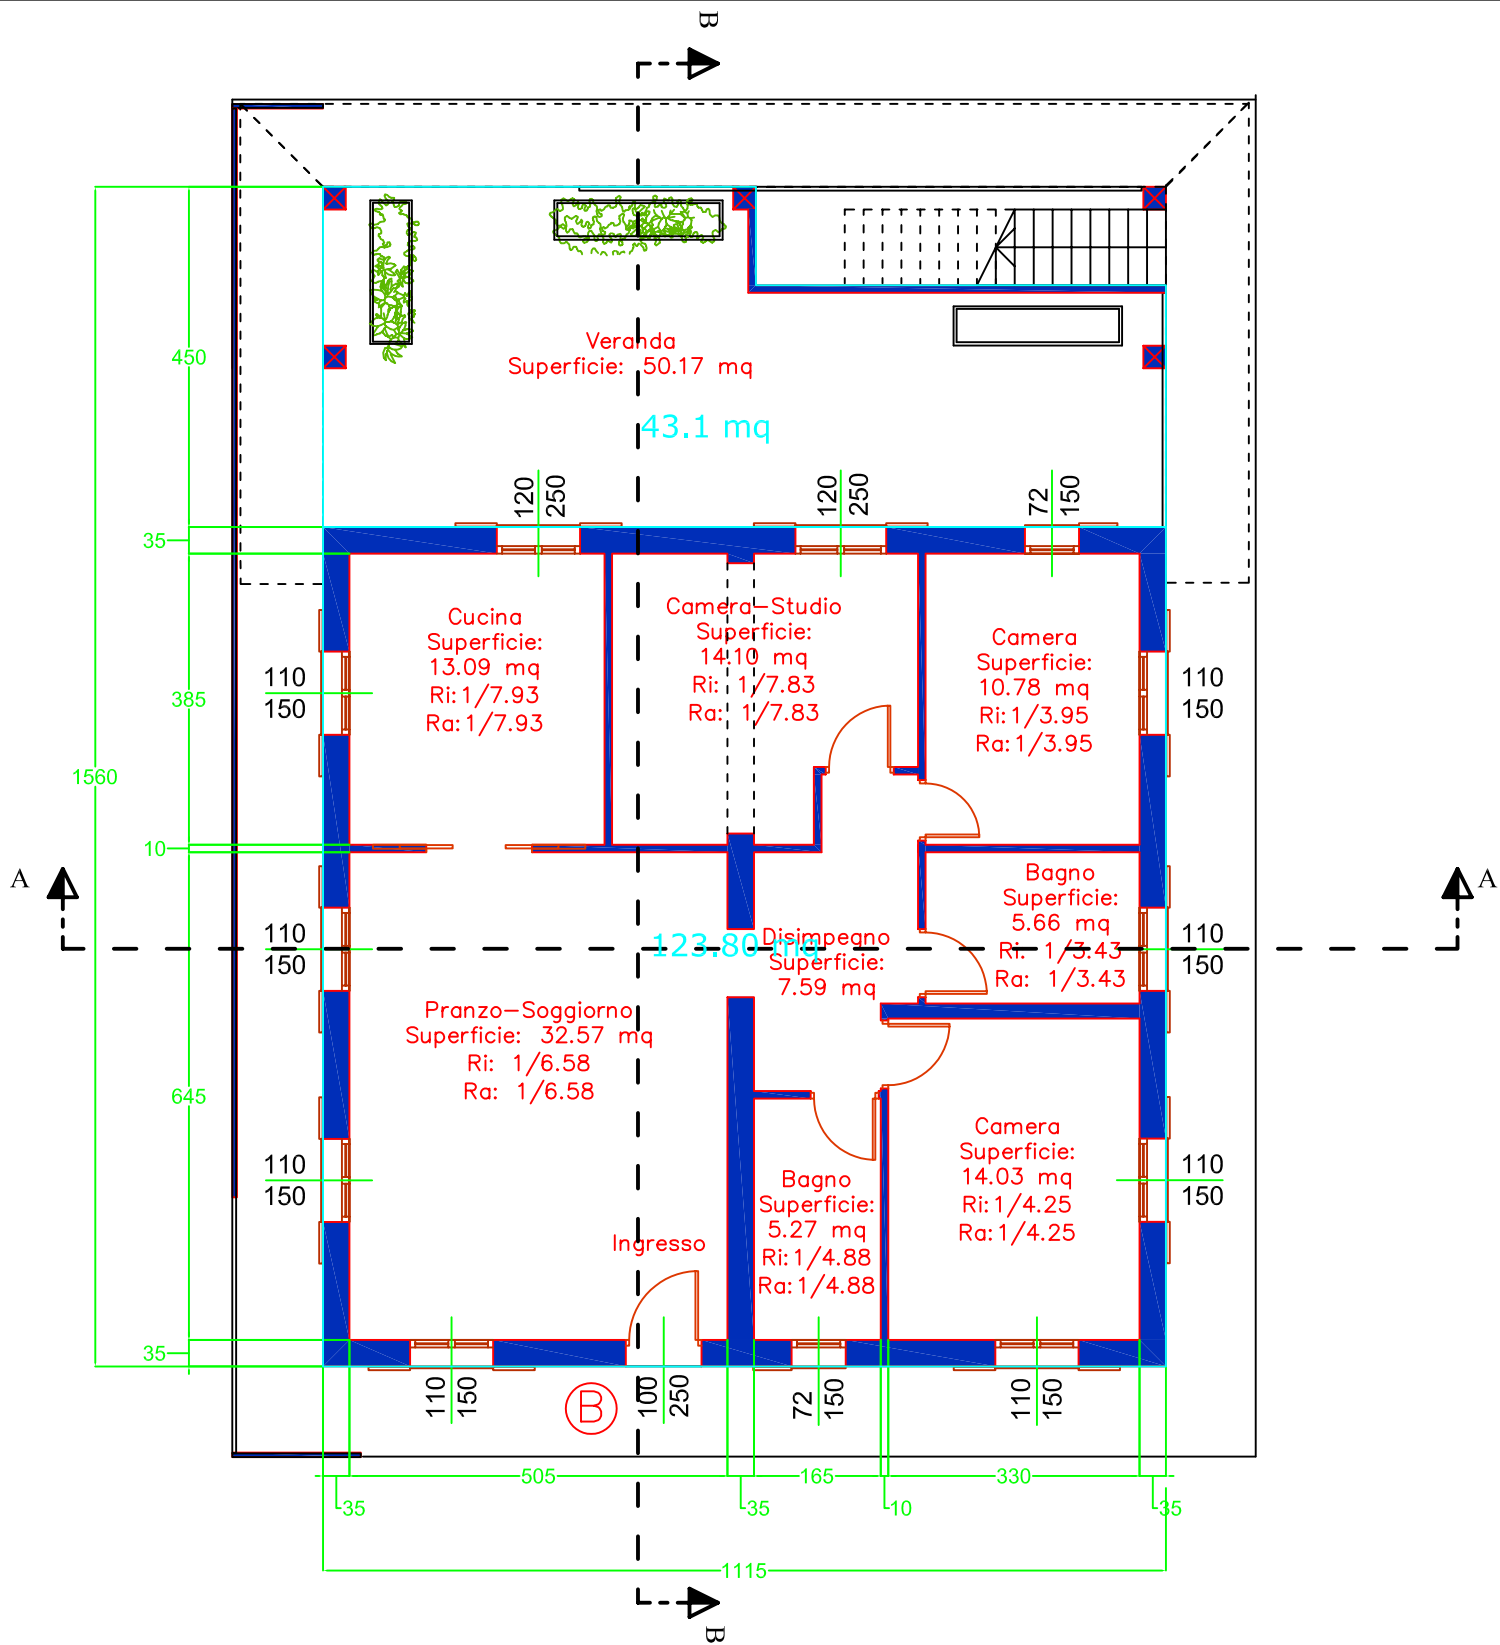 B
Veranda
Superficie: 50.17 mq
43.1 mq
450
120
250
120
250
72
150
35
Cucina
Superficie:
13.09 mq
Ri:1/7.93
Ra:1/7.93
Camera-Studio
Superficie:
14.10 mq
Ri: 1/7.83
Ra: 1/7.83
Camera
Superficie:
10.78 mq
Ri:1/3.95
Ra:1/3.95
110
150
110
150
385
1560
10
A
A
Bagno
Superficie:
5.66 mq
Ri: 1/3.43
Ra: 1/3.43
110
150
110
150
123.80 mq
Disimpegno
Superficie:
7.59 mq
Pranzo-Soggiorno
Superficie: 32.57 mq
Ri: 1/6.58
Ra: 1/6.58
645
110
150
Camera
Superficie:
14.03 mq
Ri:1/4.25
Ra:1/4.25
110
150
Bagno
Superficie:
5.27 mq
Ri:1/4.88
Ra:1/4.88
Ingresso
35
110
150
B
100
250
72
150
110
150
505
165
330
35
35
10
35
1115
B